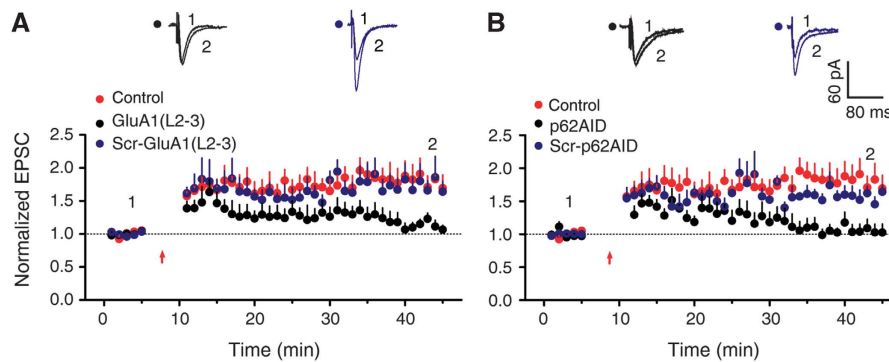 A
1
2
1
2
Control
GluA1(L2-3)
Scr-GluA1(L2-3)
Normalized EPSC
2.5
2.0
1.5
1.0
0.5
0.0
1
2
0
10
20
30
40
Time (min)
B
1
2
1
2
60 pA
80 ms
Control
p62AID
Scr-p62AID
2.5
2.0
1.5
1.0
0.5
0.0
1
2
0
10
20
30
40
Time (min)